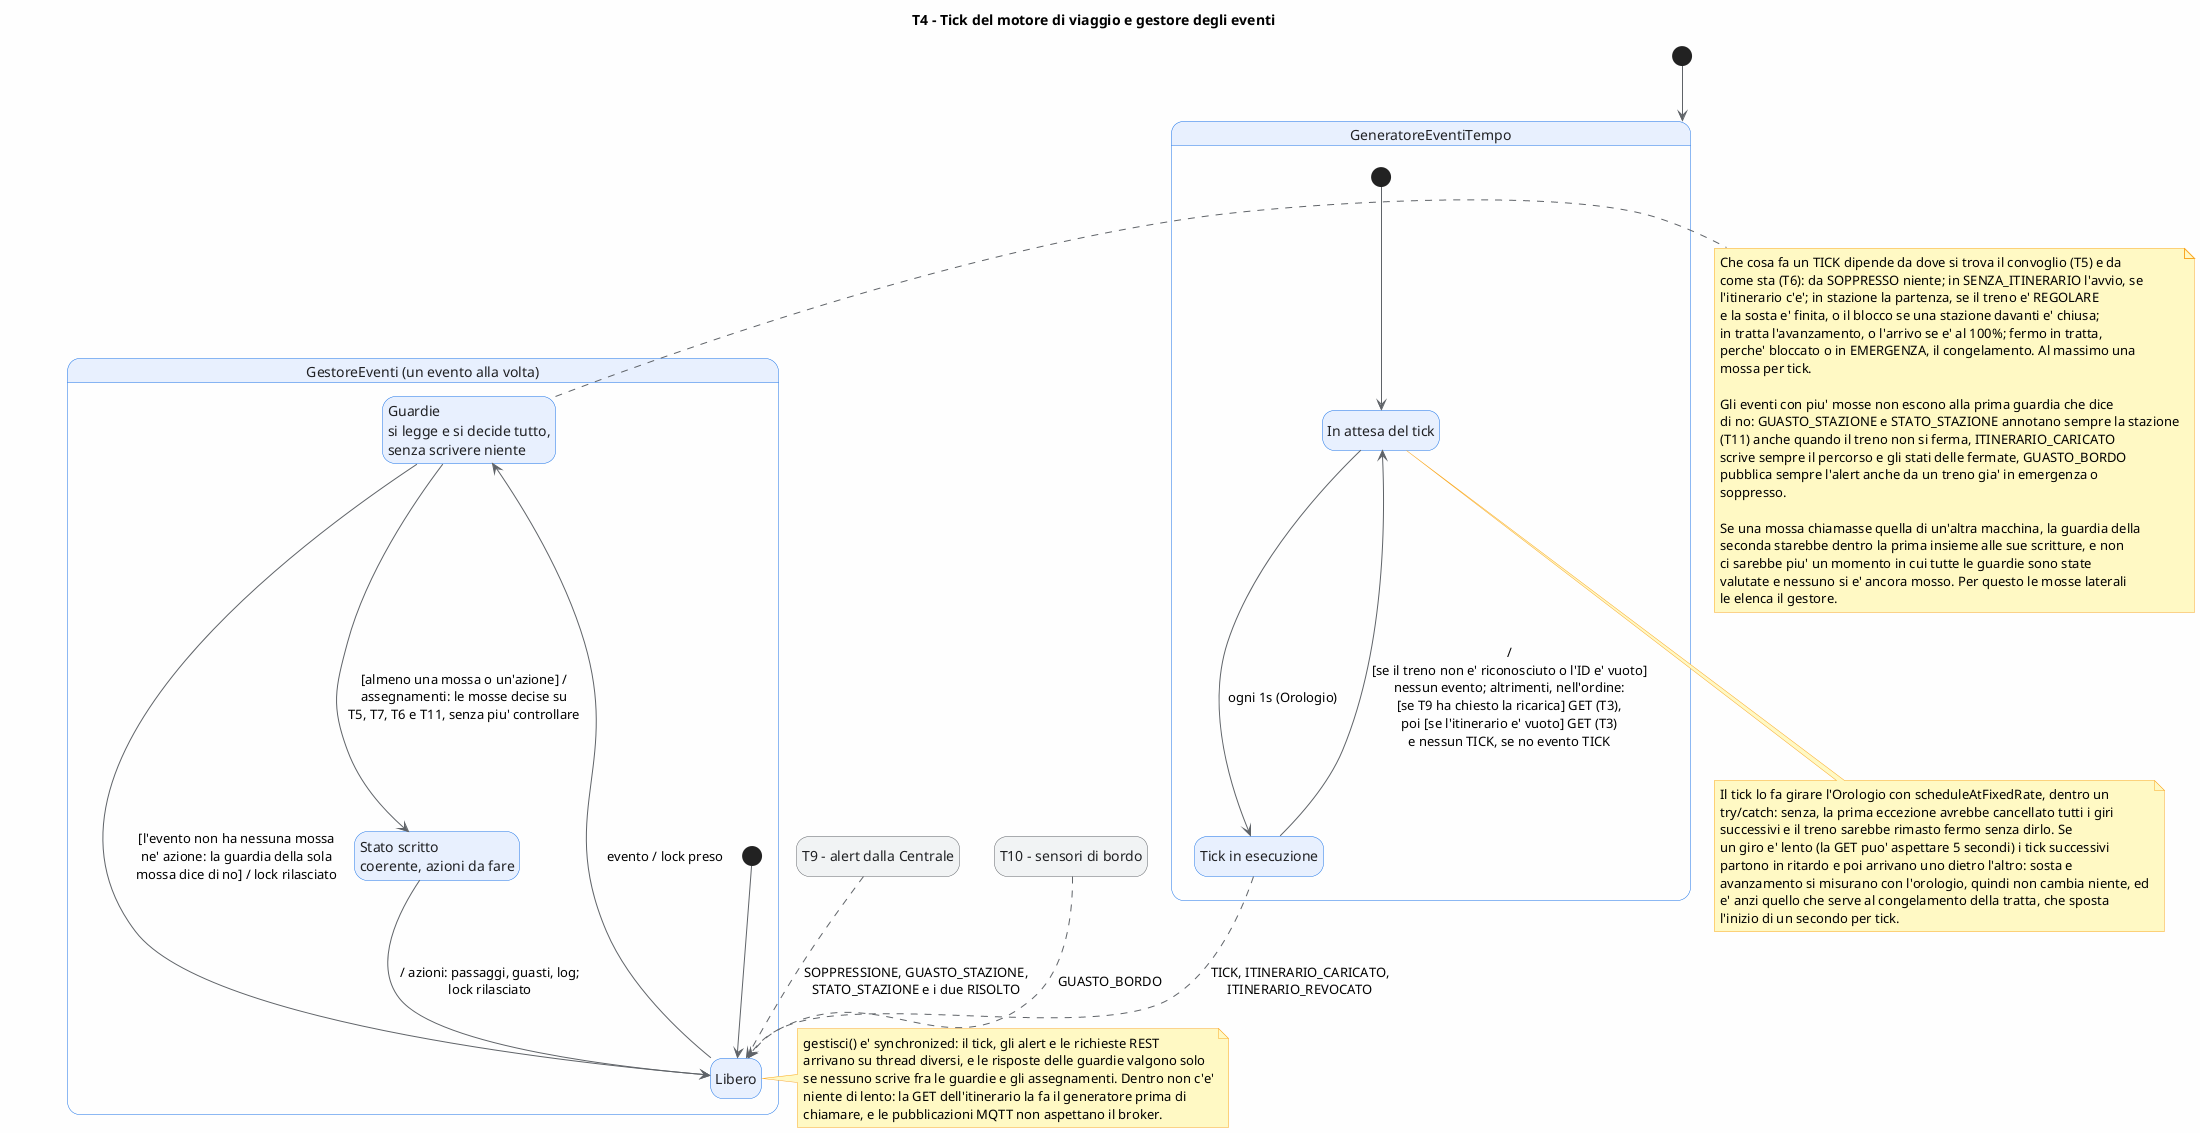 T4 - Tick del motore di viaggio e gestore degli eventi
GeneratoreEventiTempo
Che cosa fa un TICK dipende da dove si trova il convoglio (T5) e da
come sta (T6): da SOPPRESSO niente; in SENZA_ITINERARIO l'avvio, se
l'itinerario c'e'; in stazione la partenza, se il treno e' REGOLARE
e la sosta e' finita, o il blocco se una stazione davanti e' chiusa;
in tratta l'avanzamento, o l'arrivo se e' al 100%; fermo in tratta,
perche' bloccato o in EMERGENZA, il congelamento. Al massimo una
mossa per tick.
Gli eventi con piu' mosse non escono alla prima guardia che dice
di no: GUASTO_STAZIONE e STATO_STAZIONE annotano sempre la stazione
(T11) anche quando il treno non si ferma, ITINERARIO_CARICATO
scrive sempre il percorso e gli stati delle fermate, GUASTO_BORDO
pubblica sempre l'alert anche da un treno gia' in emergenza o
soppresso.
Se una mossa chiamasse quella di un'altra macchina, la guardia della
seconda starebbe dentro la prima insieme alle sue scritture, e non
ci sarebbe piu' un momento in cui tutte le guardie sono state
valutate e nessuno si e' ancora mosso. Per questo le mosse laterali
le elenca il gestore.
GestoreEventi (un evento alla volta)
Guardie
si legge e si decide tutto,
senza scrivere niente
In attesa del tick
[almeno una mossa o un'azione] /
assegnamenti: le mosse decise su
T5, T7, T6 e T11, senza piu' controllare
ogni 1s (Orologio)
/
[se il treno non e' riconosciuto o l'ID e' vuoto]
nessun evento; altrimenti, nell'ordine:
[se T9 ha chiesto la ricarica] GET (T3),
poi [se l'itinerario e' vuoto] GET (T3)
e nessun TICK, se no evento TICK
Il tick lo fa girare l'Orologio con scheduleAtFixedRate, dentro un
try/catch: senza, la prima eccezione avrebbe cancellato tutti i giri
successivi e il treno sarebbe rimasto fermo senza dirlo. Se
un giro e' lento (la GET puo' aspettare 5 secondi) i tick successivi
partono in ritardo e poi arrivano uno dietro l'altro: sosta e
avanzamento si misurano con l'orologio, quindi non cambia niente, ed
e' anzi quello che serve al congelamento della tratta, che sposta
l'inizio di un secondo per tick.
[l'evento non ha nessuna mossa
ne' azione: la guardia della sola
mossa dice di no] / lock rilasciato
Stato scritto
coerente, azioni da fare
evento / lock preso
T9 - alert dalla Centrale
T10 - sensori di bordo
Tick in esecuzione
/ azioni: passaggi, guasti, log;
lock rilasciato
SOPPRESSIONE, GUASTO_STAZIONE,
STATO_STAZIONE e i due RISOLTO
GUASTO_BORDO
TICK, ITINERARIO_CARICATO,
ITINERARIO_REVOCATO
Libero
gestisci() e' synchronized: il tick, gli alert e le richieste REST
arrivano su thread diversi, e le risposte delle guardie valgono solo
se nessuno scrive fra le guardie e gli assegnamenti. Dentro non c'e'
niente di lento: la GET dell'itinerario la fa il generatore prima di
chiamare, e le pubblicazioni MQTT non aspettano il broker.